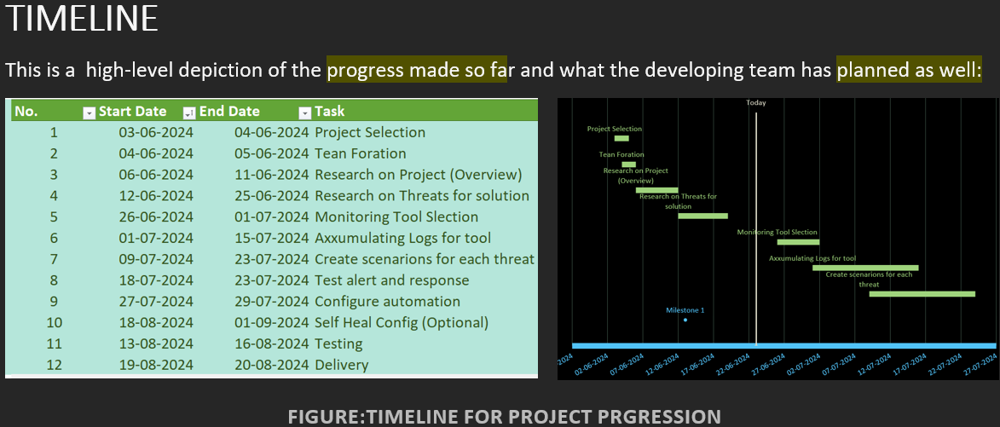 TIMELINE
This is a high-level depiction of the progress made so far and what the developing team has planned as well:
No. Start Date End Date Task
1 03-06-2024 04-06-2024 Project Selection
2 04-06-2024 05-06-2024 Tean Foration
3 06-06-2024 11-06-2024 Research on Project (Overview)
4 12-06-2024 25-06-2024 Research on Threats for solution
5 26-06-2024 01-07-2024 Monitoring Tool Slection
6 01-07-2024 15-07-2024 Axxumulating Logs for tool
7 09-07-2024 23-07-2024 Create scenarions for each threat
8 18-07-2024 23-07-2024 Test alert and response
9 27-07-2024 29-07-2024 Configure automation
10 18-08-2024 01-09-2024 Self Heal Config (Optional)
11 13-08-2024 16-08-2024 Testing
12 19-08-2024 20-08-2024 Delivery
Today
Project Selection
Tean Foration
Research on Project
(Overview)
Research on Threats for
solution
Monitoring Tool Slection
Axxumulating Logs for tool
Create scenarions for each
threat
Milestone 1
2024 02-06-2024 07-06-2024 12-06-2024 17-06-2024 22-06-2024 27-06-2024 02-07-2024 07-07-2024 12-07-2024 17-07-2024 22-07-2024 27-07-2024
FIGURE:TIMELINE FOR PROJECT PRGRESSION